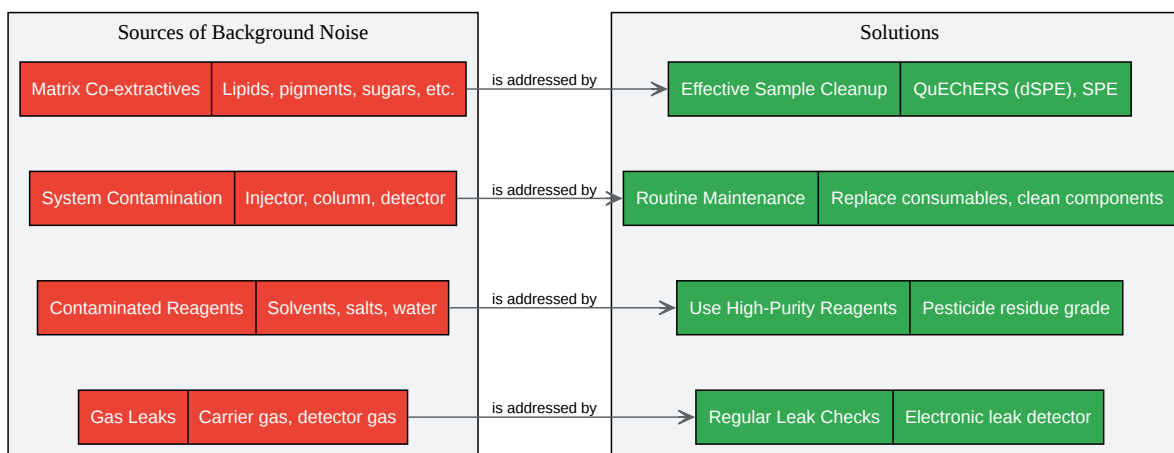 Sources of Background Noise
Solutions
Matrix Co-extractives
Lipids, pigments, sugars, etc.
is addressed by
Effective Sample Cleanup
QuEChERS (dSPE), SPE
System Contamination
Injector, column, detector
is addressed by
Routine Maintenance
Replace consumables, clean components
Contaminated Reagents
Solvents, salts, water
is addressed by
Use High-Purity Reagents
Pesticide residue grade
Gas Leaks
Carrier gas, detector gas
is addressed by
Regular Leak Checks
Electronic leak detector